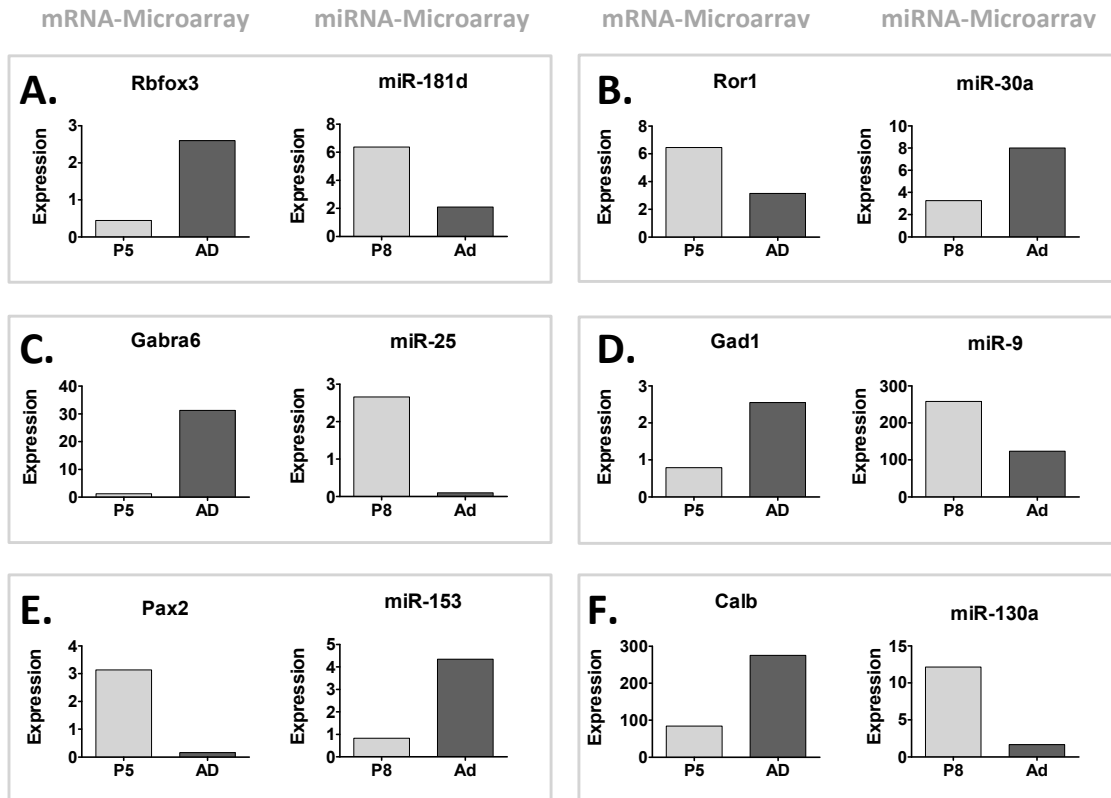 mRNA-Microarray miRNA-Microarray mRNA-Microarray miRNA-Microarray
A.
Rbfox3
Expression
3
2
1
0
P5 AD
miR-181d
Expression
8
6
4
2
0
P8 Ad
B.
Ror1
Expression
8
6
4
2
0
P5 AD
miR-30a
Expression
10
8
6
4
2
0
P8 Ad
C.
Gabra6
Expression
40
30
20
10
0
P5 AD
miR-25
Expression
3
2
1
0
P8 Ad
D.
Gad1
Expression
3
2
1
0
P5 AD
miR-9
Expression
300
200
100
0
P8 Ad
E.
Pax2
Expression
4
3
2
1
0
P5 AD
miR-153
Expression
5
4
3
2
1
0
P8 Ad
F.
Calb
Expression
300
200
100
0
P5 AD
miR-130a
Expression
15
10
5
0
P8 Ad